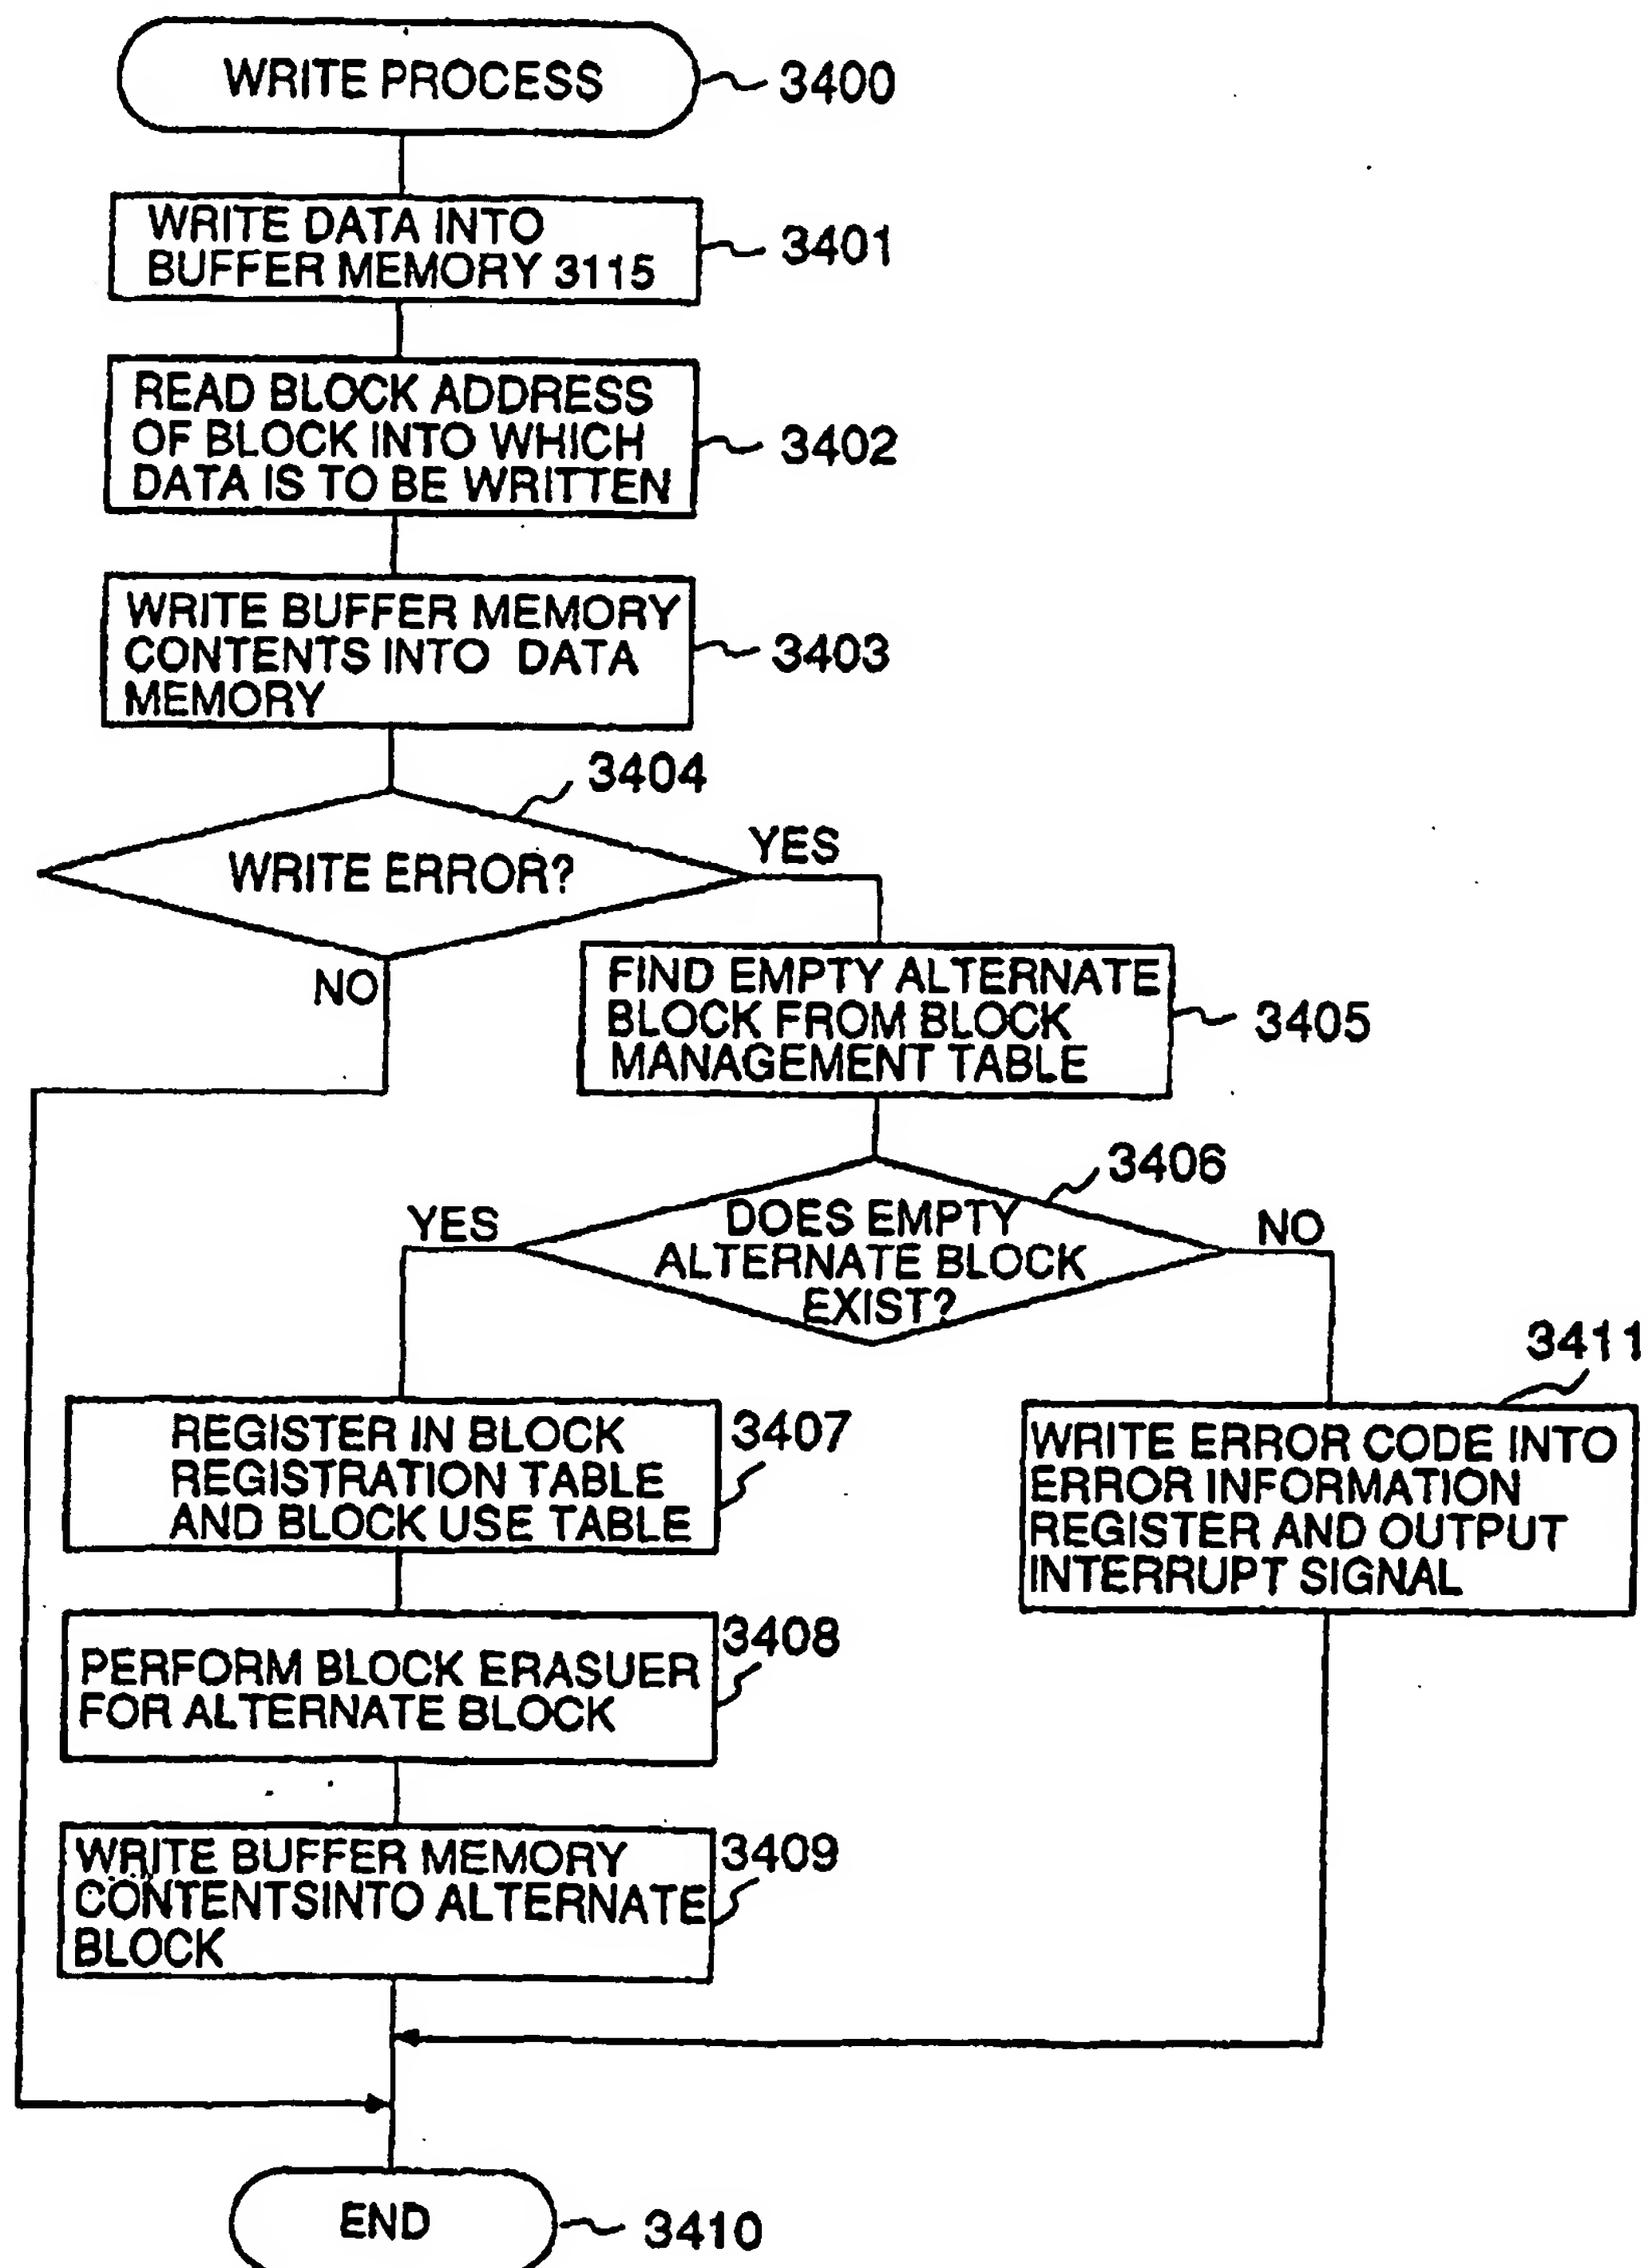 WRITE PROCESS
3400
WRITE DATA INTO
BUFFER MEMORY 3115
3401
READ BLOCK ADDRESS
OF BLOCK INTO WHICH
DATA IS TO BE WRITTEN
3402
WRITE BUFFER MEMORY
CONTENTS INTO DATA
MEMORY
3403
3404
WRITE ERROR?
YES
NO
FIND EMPTY ALTERNATE
BLOCK FROM BLOCK
MANAGEMENT TABLE
3405
3406
DOES EMPTY
ALTERNATE BLOCK
EXIST?
YES
NO
REGISTER IN BLOCK
REGISTRATION TABLE
AND BLOCK USE TABLE
3407
3411
WRITE ERROR CODE INTO
ERROR INFORMATION
REGISTER AND OUTPUT
INTERRUPT SIGNAL
PERFORM BLOCK ERASUER
FOR ALTERNATE BLOCK
3408
WRITE BUFFER MEMORY
CONTENTSINTO ALTERNATE
BLOCK
3409
END
3410